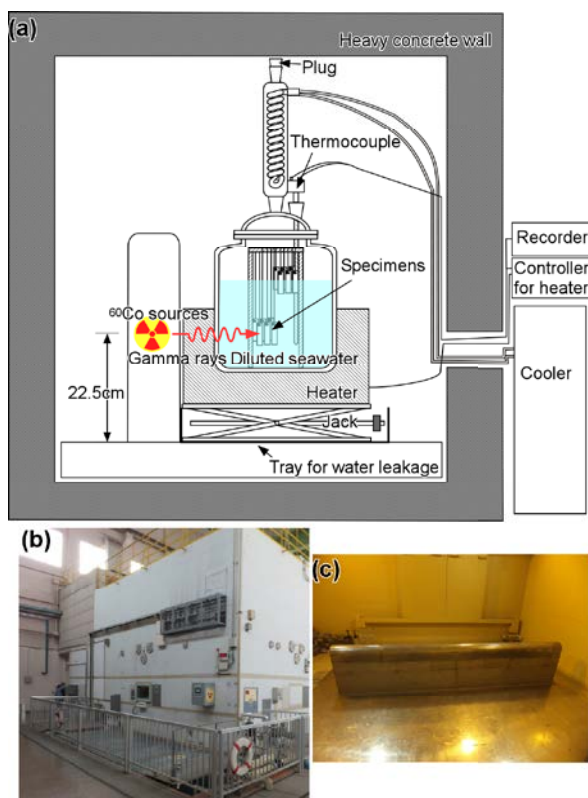 (a)
Heavy concrete wall
Plug
Thermocouple
Recorder
Controller
for heater
Specimens
⁶⁰Co sources
Gamma rays Diluted seawater
Cooler
Heater
22.5cm
Jack
Tray for water leakage
(b)
(c)